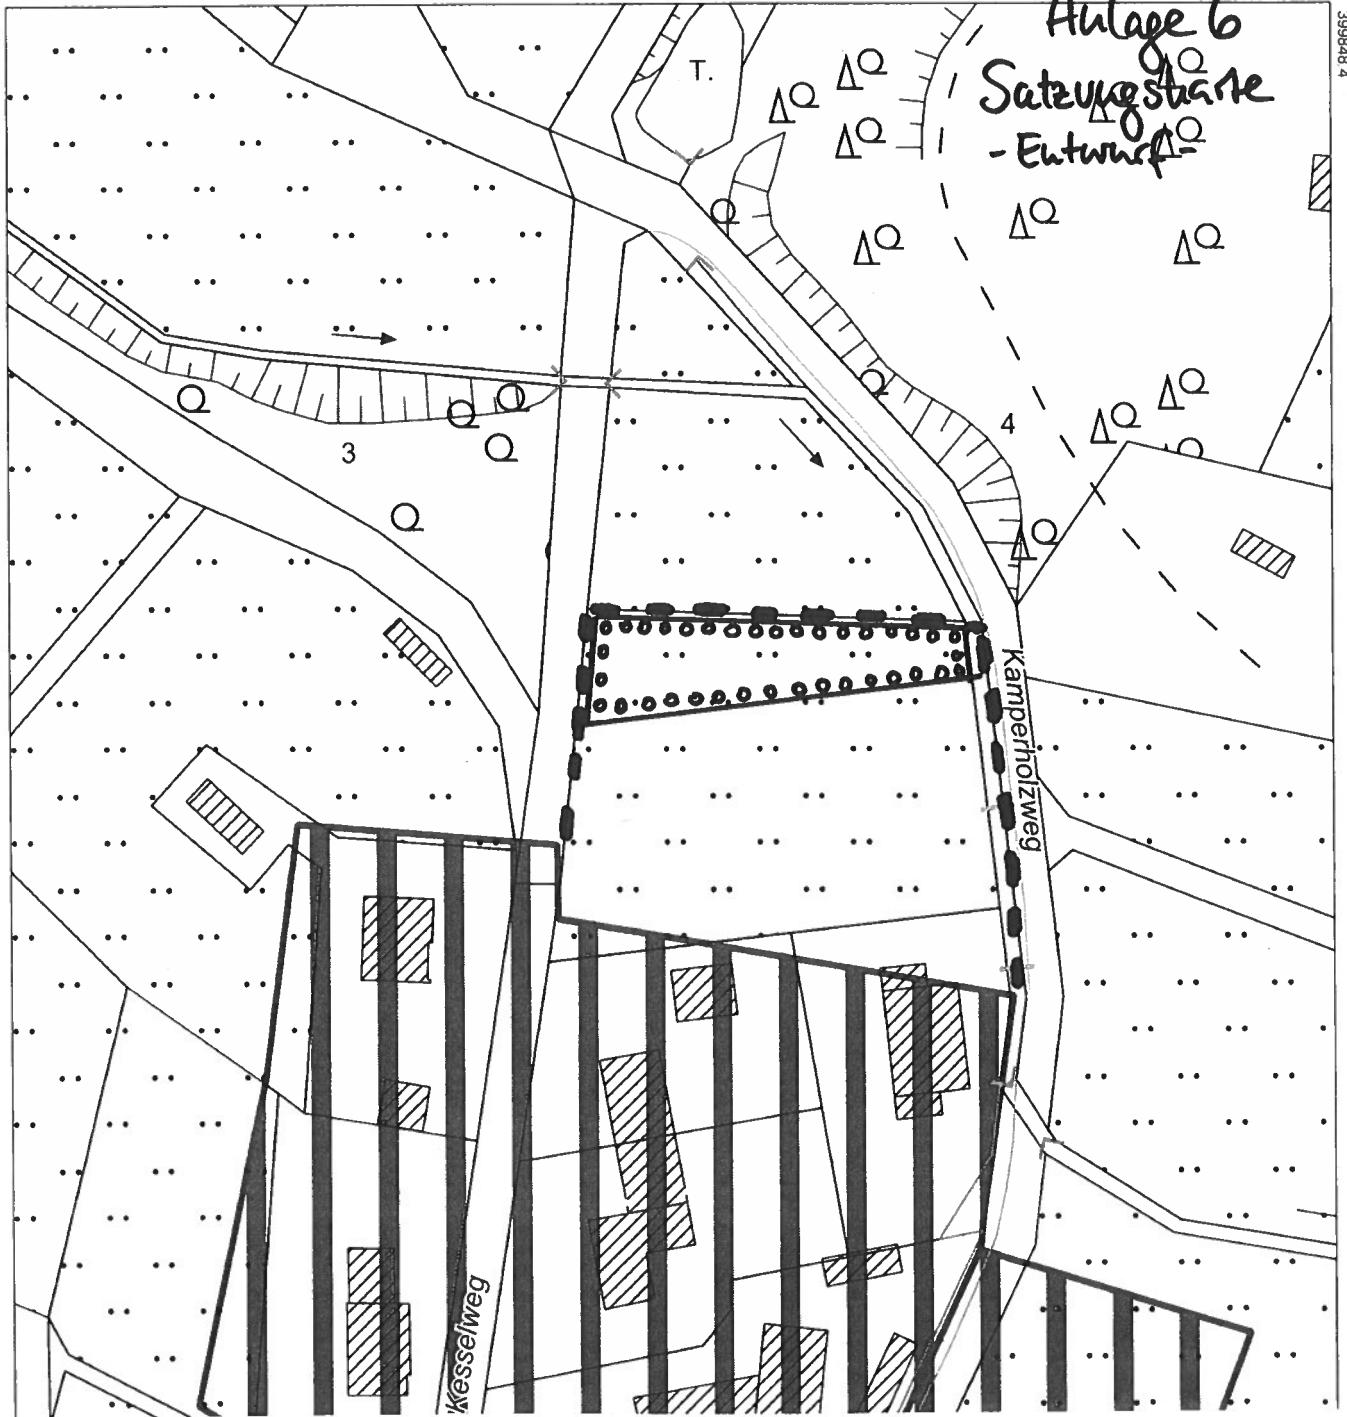 Anlage 6
Satzungskarte
- Entwurf -
399848.4
T.
3
4
Kamperholzweg
Kesselweg